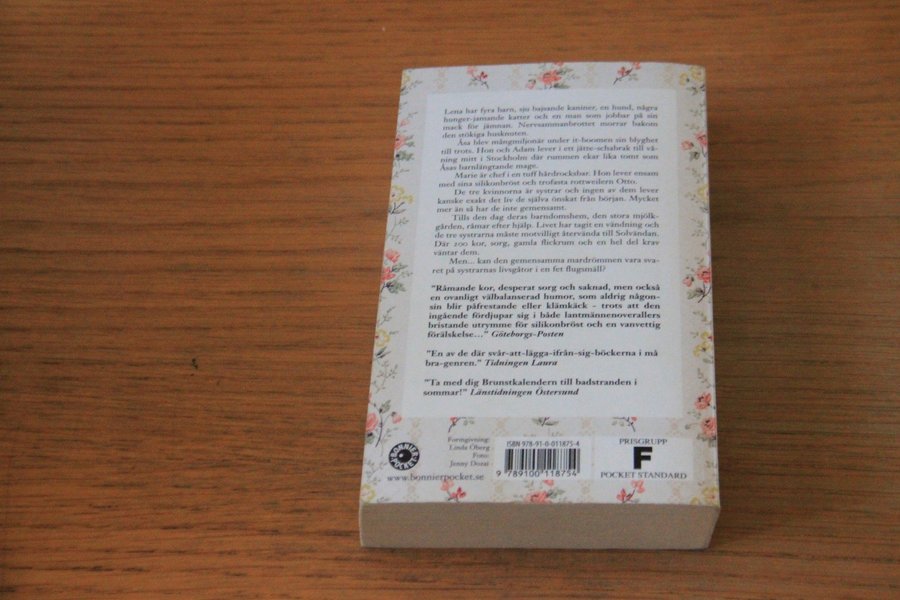 Lena har fyra barn, sju bajsande kaniner, en hund, några
hunger-jamande katter och en man som jobbar på sin
mack för jämnan. Nervsammanbrottet morrar bakom
den stökiga husknuten.
Åsa blev mångmiljonär under it-boomen sin blyghet
till trots. Hon och Adam lever i ett jätte-schabrak till vå-
ning mitt i Stockholm där rummen ekar lika tomt som
Åsas barnlängtande mage.
Marie är chef i en tuff hårdrocksbar. Hon lever ensam
med sina silikonbröst och trofasta rottweilern Otto.
De tre kvinnorna är systrar och ingen av dem lever
kanske exakt det liv de själva önskat från början. Mycket
mer än så har de inte gemensamt.
Tills den dag deras barndomshem, den stora mjölk-
gården, råmar efter hjälp. Livet har tagit en vändning och
de tre systrarna måste motvilligt återvända till Solvändan.
Där 200 kor, sorg, gamla flickrum och en hel del krav
väntar dem.
Men... kan den gemensamma mardrömmen vara sva-
ret på systrarnas livsgåtor i en fet flugsmäll?
"Råmande kor, desperat sorg och saknad, men också
en ovanligt välbalanserad humor, som aldrig någon-
sin blir påfrestande eller klämkäck - trots att den
ingående fördjupar sig i både lantmännenoverallers
bristande utrymme för silikonbröst och en vanvettig
förälskelse..." Göteborgs-Posten
"En av de där svår-att-lägga-ifrån-sig-böckerna i må
bra-genren." Tidningen Laura
"Ta med dig Brunstkalendern till badstranden i
sommar!" Länstidningen Östersund
BONNIER POCKET
www.bonnierpocket.se
Formgivning:
Linda Öberg
Foto:
Jenny Dozai
ISBN 978-91-0-011875-4
9789100118754
PRISGRUPP
F
POCKET STANDARD